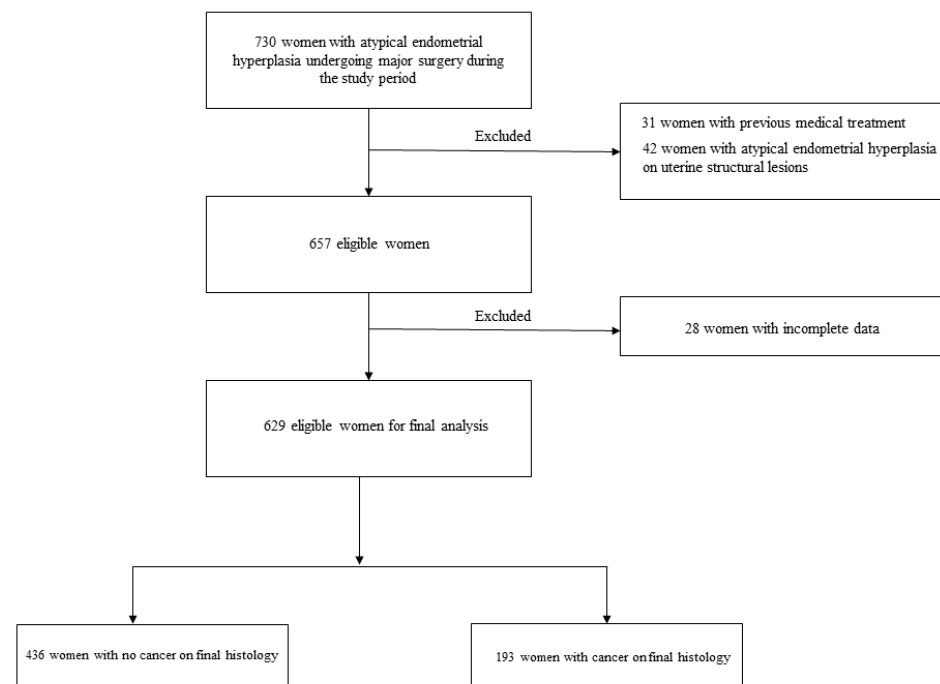 730 women with atypical endometrial
hyperplasia undergoing major surgery during
the study period
Excluded
31 women with previous medical treatment
42 women with atypical endometrial hyperplasia
on uterine structural lesions
657 eligible women
Excluded
28 women with incomplete data
629 eligible women for final analysis
436 women with no cancer on final histology
193 women with cancer on final histology